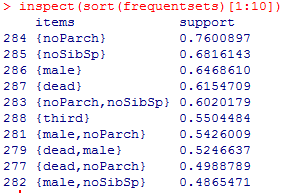 > inspect(sort(frequentsets)[1:10])
items support
284 {noParch} 0.7600897
285 {noSibSp} 0.6816143
286 {male} 0.6468610
287 {dead} 0.6154709
283 {noParch,noSibSp} 0.6020179
288 {third} 0.5504484
281 {male,noParch} 0.5426009
279 {dead,male} 0.5246637
277 {dead,noParch} 0.4988789
282 {male,noSibSp} 0.4865471